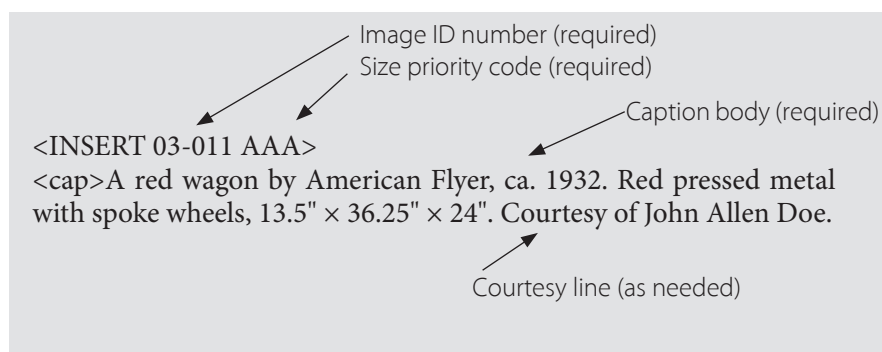 Image ID number (required)
Size priority code (required)
Caption body (required)
<INSERT 03-011 AAA>
<cap>A red wagon by American Flyer, ca. 1932. Red pressed metal
with spoke wheels, 13.5" × 36.25" × 24". Courtesy of John Allen Doe.
Courtesy line (as needed)